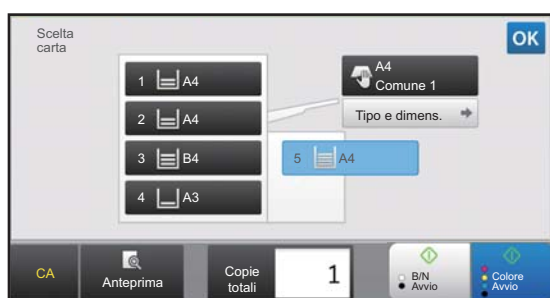 Scelta
carta
OK
1 A4
2 A4
3 B4
4 A3
5 A4
A4
Comune 1
Tipo e dimens.
CA
Anteprima
Copie
totali
1
B/N
Avvio
Colore
Avvio